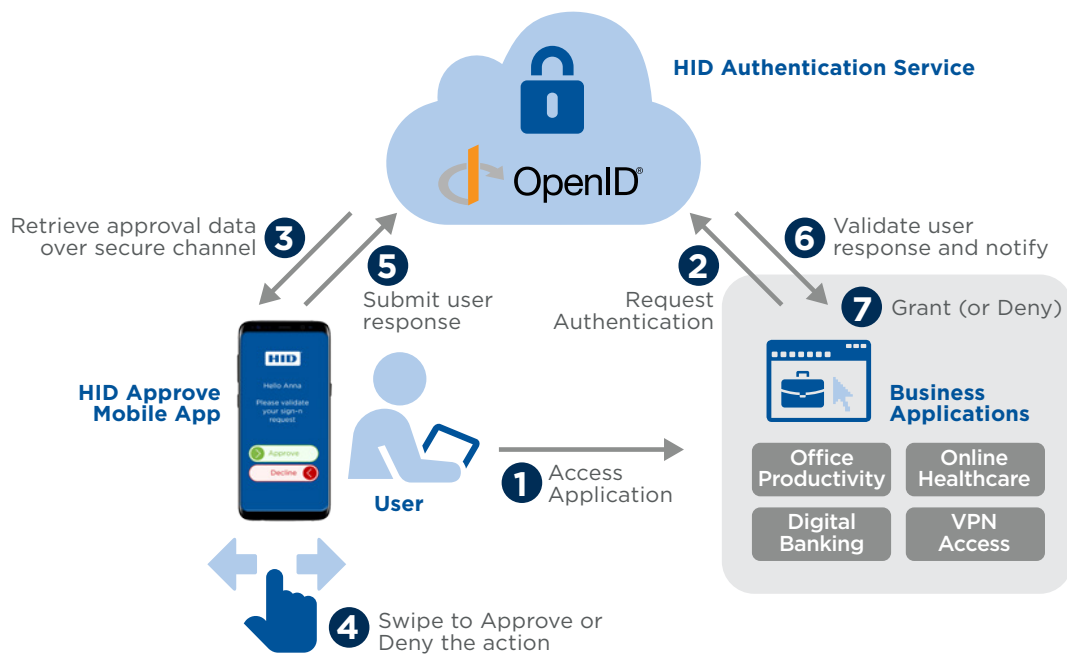 HID Authentication Service
OpenID®
Retrieve approval data
over secure channel
3
5
Submit user
response
2
Request
Authentication
6
Validate user
response and notify
7
Grant (or Deny)
HID Approve
Mobile App
HID
Hello Anna
Please validate
your sign-n
request
Approve
Decline
User
1
Access
Application
Business
Applications
Office
Productivity
Online
Healthcare
Digital
Banking
VPN
Access
4
Swipe to Approve or
Deny the action